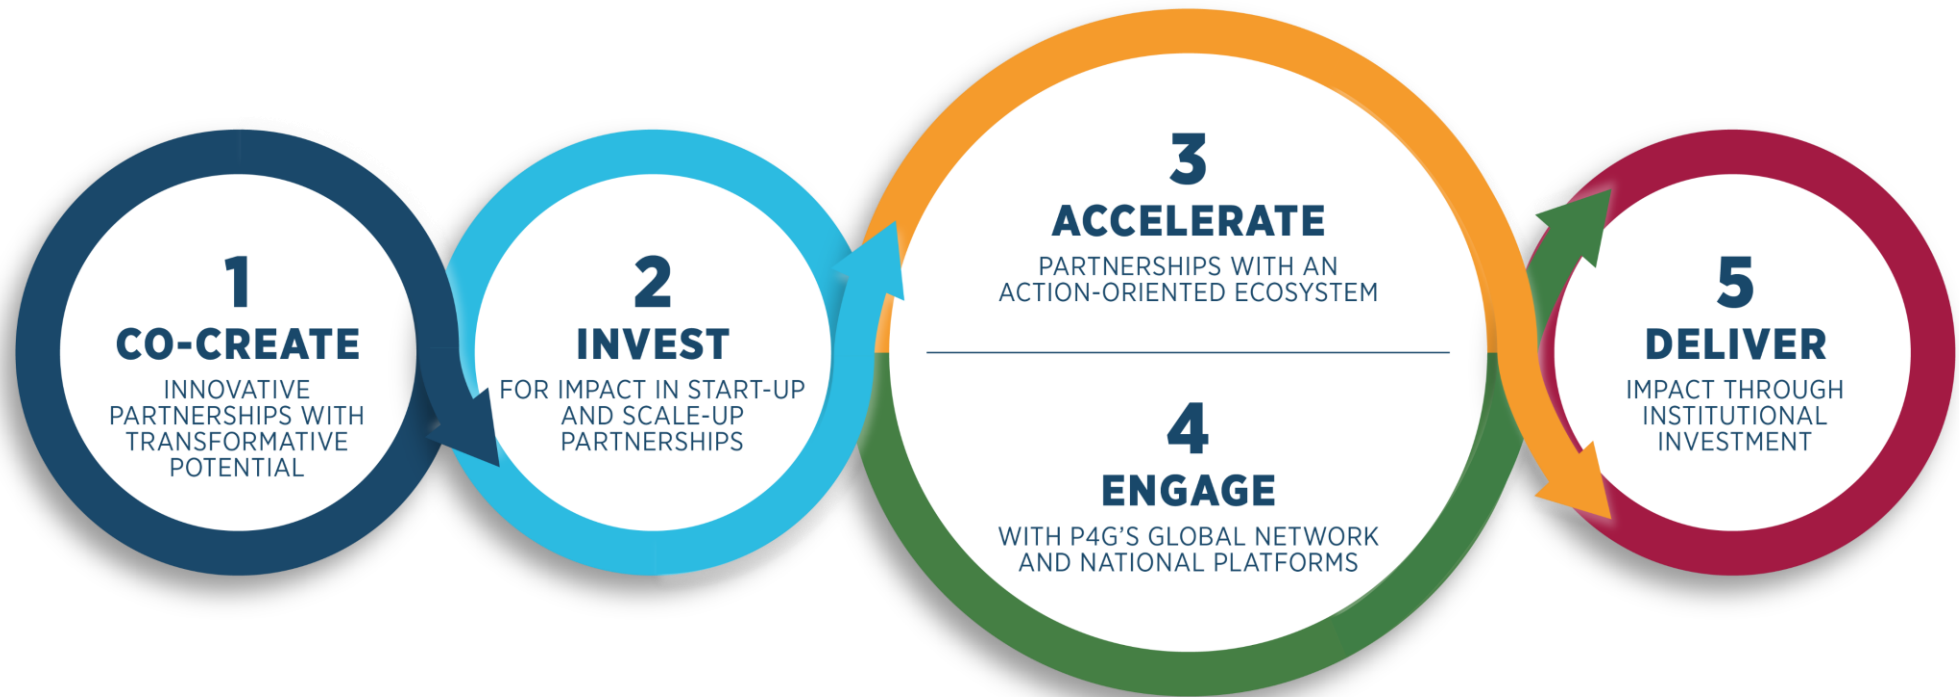 1
CO-CREATE
INNOVATIVE
PARTNERSHIPS WITH
TRANSFORMATIVE
POTENTIAL
2
INVEST
FOR IMPACT IN START-UP
AND SCALE-UP
PARTNERSHIPS
3
ACCELERATE
PARTNERSHIPS WITH AN
ACTION-ORIENTED ECOSYSTEM
4
ENGAGE
WITH P4G’S GLOBAL NETWORK
AND NATIONAL PLATFORMS
5
DELIVER
IMPACT THROUGH
INSTITUTIONAL
INVESTMENT